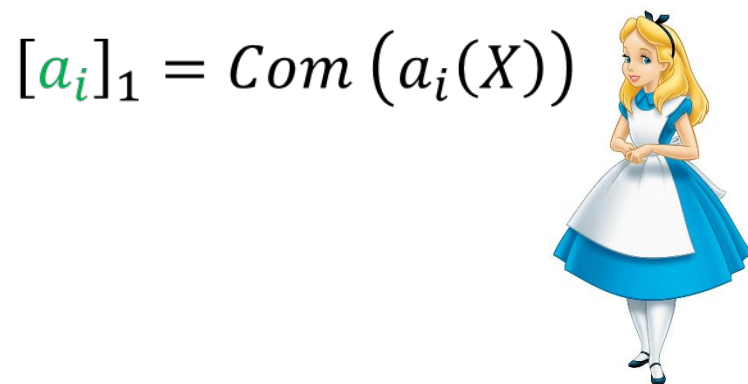 [a_i]_1 = Com (a_i(X))